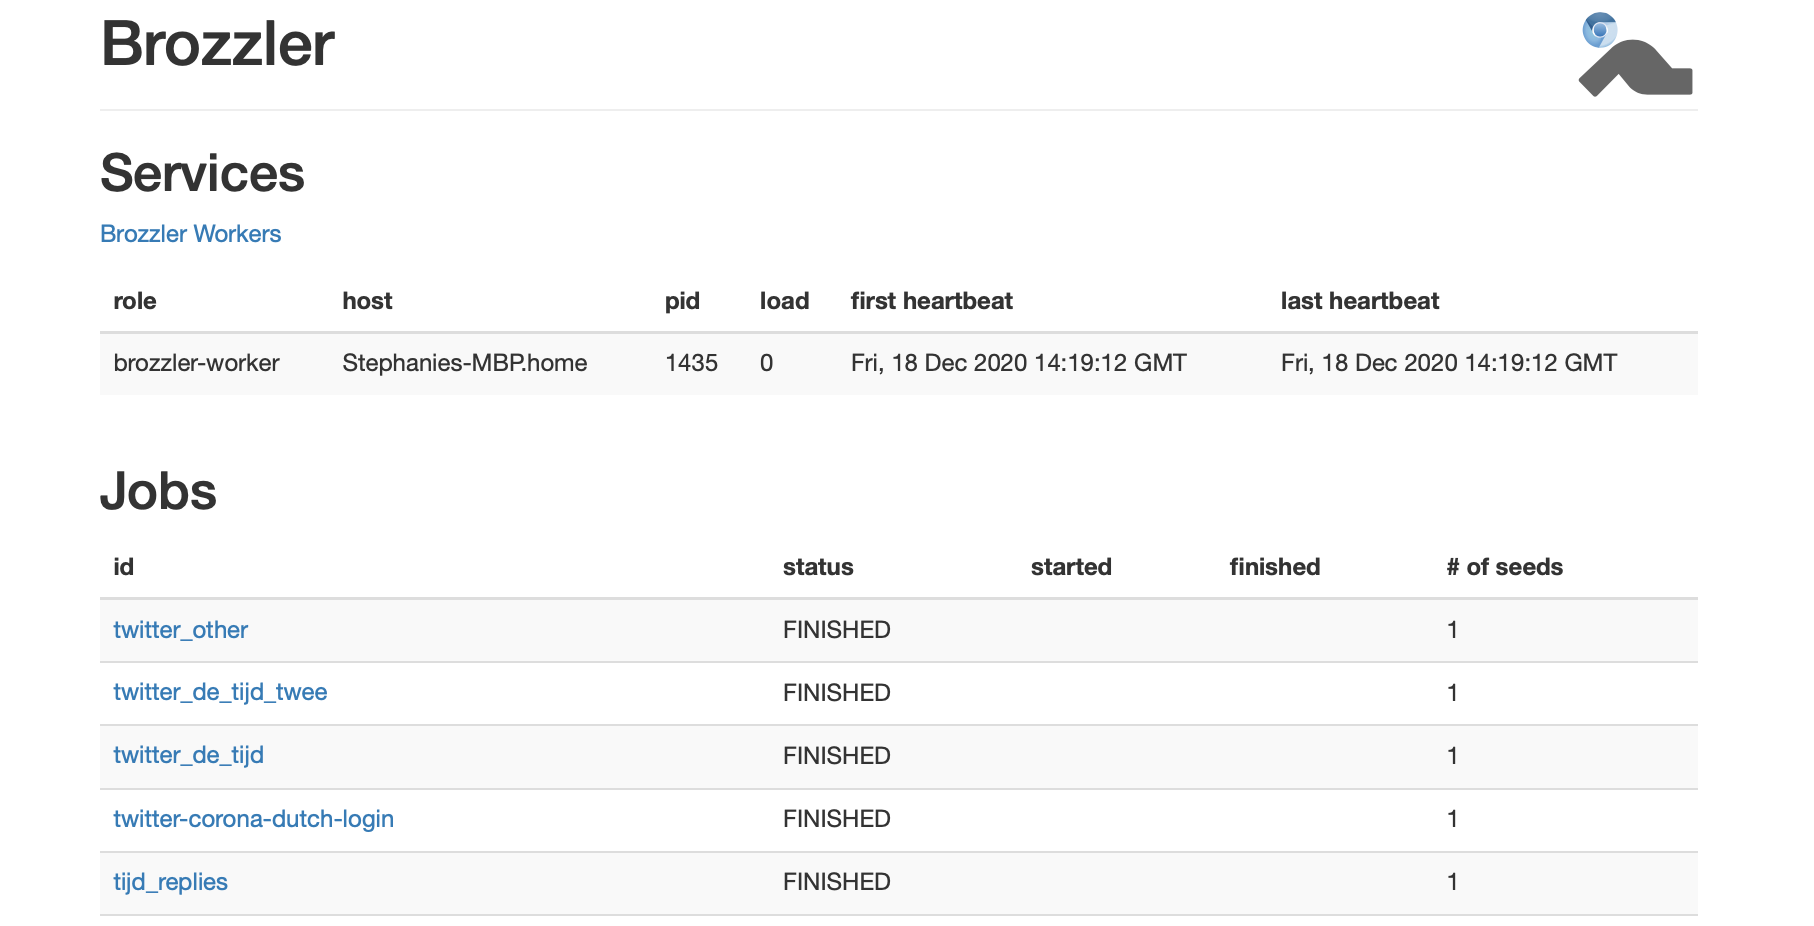 Brozzler
Services
Brozzler Workers
role host pid load first heartbeat last heartbeat
brozzler-worker Stephanies-MBP.home 1435 0 Fri, 18 Dec 2020 14:19:12 GMT Fri, 18 Dec 2020 14:19:12 GMT
Jobs
id status started finished # of seeds
twitter_other FINISHED 1
twitter_de_tijd_twee FINISHED 1
twitter_de_tijd FINISHED 1
twitter-corona-dutch-login FINISHED 1
tijd_replies FINISHED 1